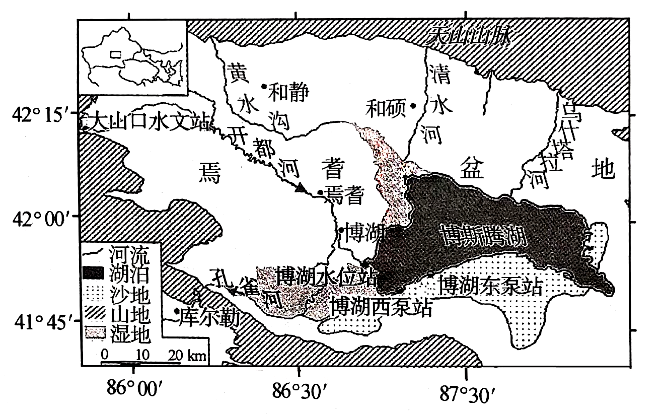 天山山脉
黄水沟
和静
清水河
和硕
乌什塔拉河
42°15′
大山口水文站
开都河
焉耆盆地
焉耆
42°00′
博湖
博斯腾湖
河流
湖泊
沙地
山地
湿地
孔雀河
博湖水位站
博湖东泵站
博湖西泵站
库尔勒
41°45′
0 10 20 km
86°00′
86°30′
87°30′